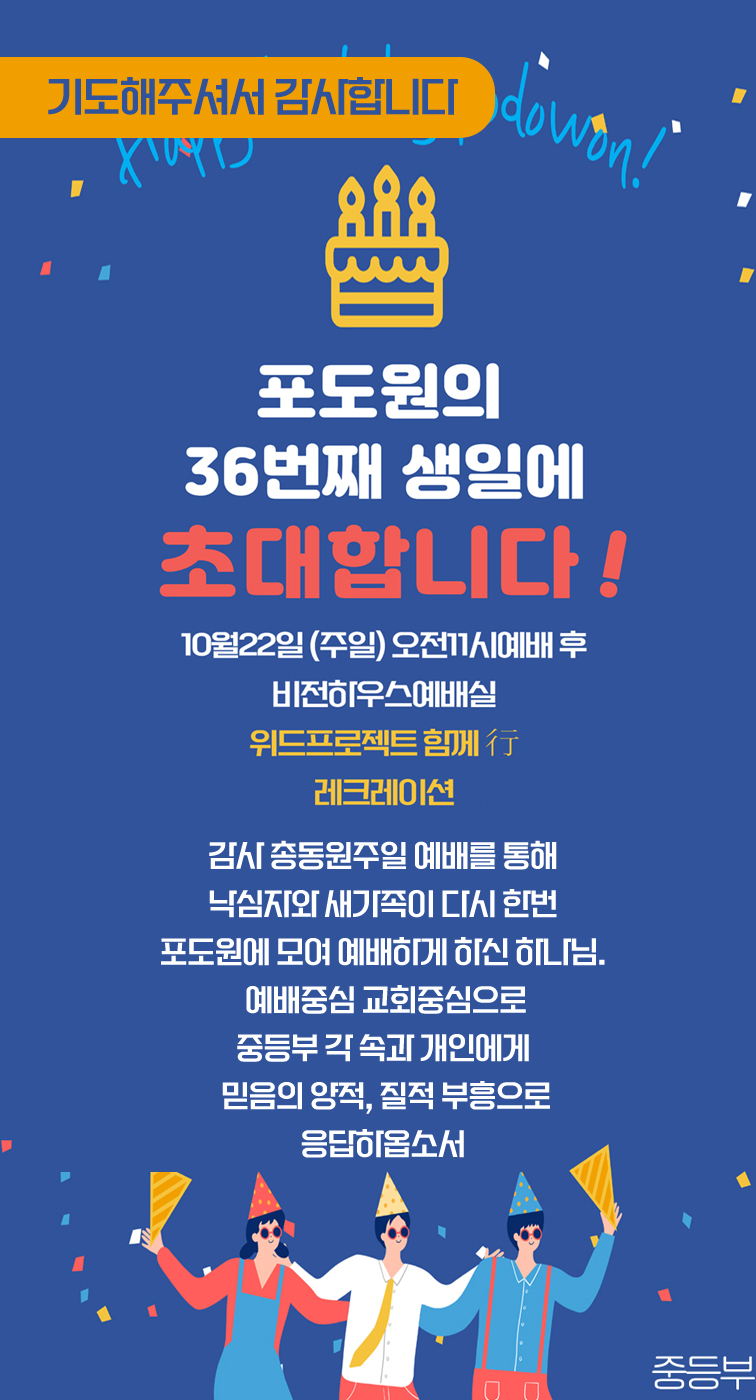 기도해주셔서 감사합니다
포도원의
36번째 생일에
초대합니다!
10월22일 (주일) 오전11시예배 후
비전하우스예배실
위드프로젝트 함께 行
레크레이션
감사 총동원주일 예배를 통해
낙심자와 새가족이 다시 한번
포도원에 모여 예배하게 하신 하나님.
예배중심 교회중심으로
중등부 각 속과 개인에게
믿음의 양적, 질적 부흥으로
응답하옵소서
중등부